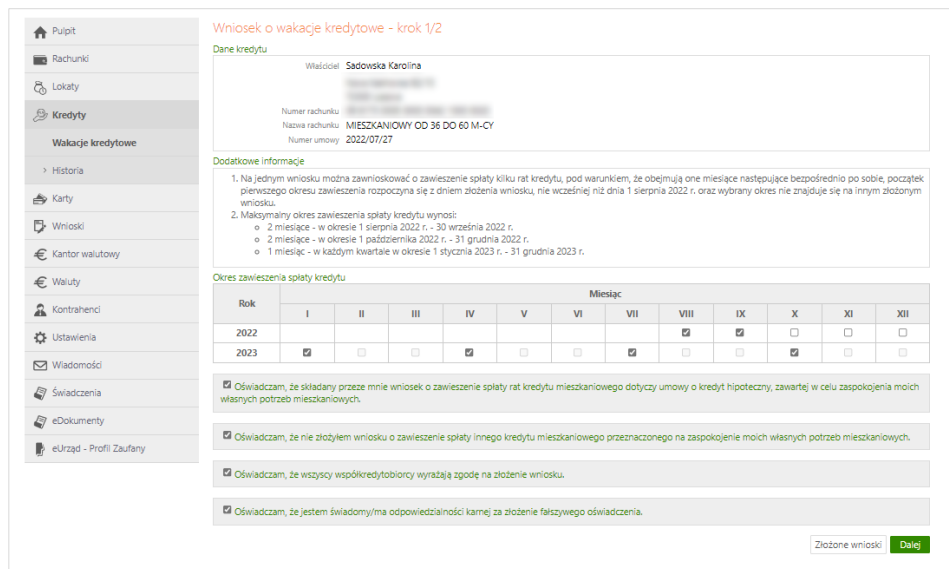 Pulpit
Rachunki
Lokaty
Kredyty
Wakacje kredytowe
> Historia
Karty
Wnioski
Kantor walutowy
Waluty
Kontrahenci
Ustawienia
Wiadomości
Świadczenia
eDokumenty
eUrząd - Profil Zaufany
Wniosek o wakacje kredytowe - krok 1/2
Dane kredytu
Właściciel Sadowska Karolina
Numer rachunku
Nazwa rachunku MIESZKANIOWY OD 36 DO 60 M-CY
Numer umowy 2022/07/27
Dodatkowe informacje
1. Na jednym wniosku można zawnioskować o zawieszenie spłaty kilku rat kredytu, pod warunkiem, że obejmują one miesiące następujące bezpośrednio po sobie, początek
pierwszego okresu zawieszenia rozpoczyna się z dniem złożenia wniosku, nie wcześniej niż dnia 1 sierpnia 2022 r. oraz wybrany okres nie znajduje się na innym złożonym
wniosku.
2. Maksymalny okres zawieszenia spłaty kredytu wynosi:
2 miesiące - w okresie 1 sierpnia 2022 r. - 30 września 2022 r.
2 miesiące - w okresie 1 października 2022 r. - 31 grudnia 2022 r.
1 miesiąc - w każdym kwartale w okresie 1 stycznia 2023 r. - 31 grudnia 2023 r.
Okres zawieszenia spłaty kredytu
Rok Miesiąc
I II III IV V VI VII VIII IX X XI XII
2022
2023
Oświadczam, że składany przeze mnie wniosek o zawieszenie spłaty rat kredytu mieszkaniowego dotyczy umowy o kredyt hipoteczny, zawartej w celu zaspokojenia moich
własnych potrzeb mieszkaniowych.
Oświadczam, że nie złożyłem wniosku o zawieszenie spłaty innego kredytu mieszkaniowego przeznaczonego na zaspokojenie moich własnych potrzeb mieszkaniowych.
Oświadczam, że wszyscy współkredytobiorcy wyrażają zgodę na złożenie wniosku.
Oświadczam, że jestem świadomy/ma odpowiedzialności karnej za złożenie fałszywego oświadczenia.
Złożone wnioski Dalej